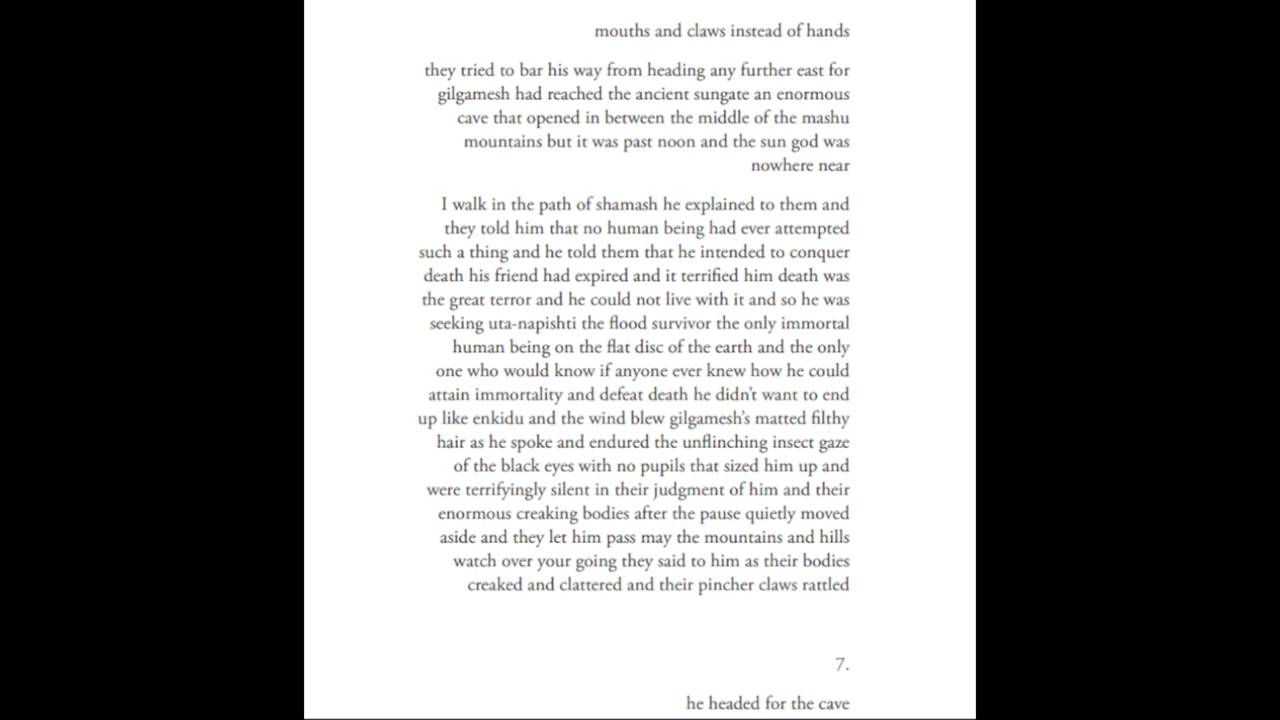 mouths and claws instead of hands
they tried to bar his way from heading any further east for
gilgamesh had reached the ancient sungate an enormous
cave that opened in between the middle of the mashu
mountains but it was past noon and the sun god was
nowhere near
I walk in the path of shamash he explained to them and
they told him that no human being had ever attempted
such a thing and he told them that he intended to conquer
death his friend had expired and it terrified him death was
the great terror and he could not live with it and so he was
seeking uta-napishti the flood survivor the only immortal
human being on the flat disc of the earth and the only
one who would know if anyone ever knew how he could
attain immortality and defeat death he didn't want to end
up like enkidu and the wind blew gilgamesh's matted filthy
hair as he spoke and endured the unflinching insect gaze
of the black eyes with no pupils that sized him up and
were terrifyingly silent in their judgment of him and their
enormous creaking bodies after the pause quietly moved
aside and they let him pass may the mountains and hills
watch over your going they said to him as their bodies
creaked and clattered and their pincher claws rattled
7.
he headed for the cave